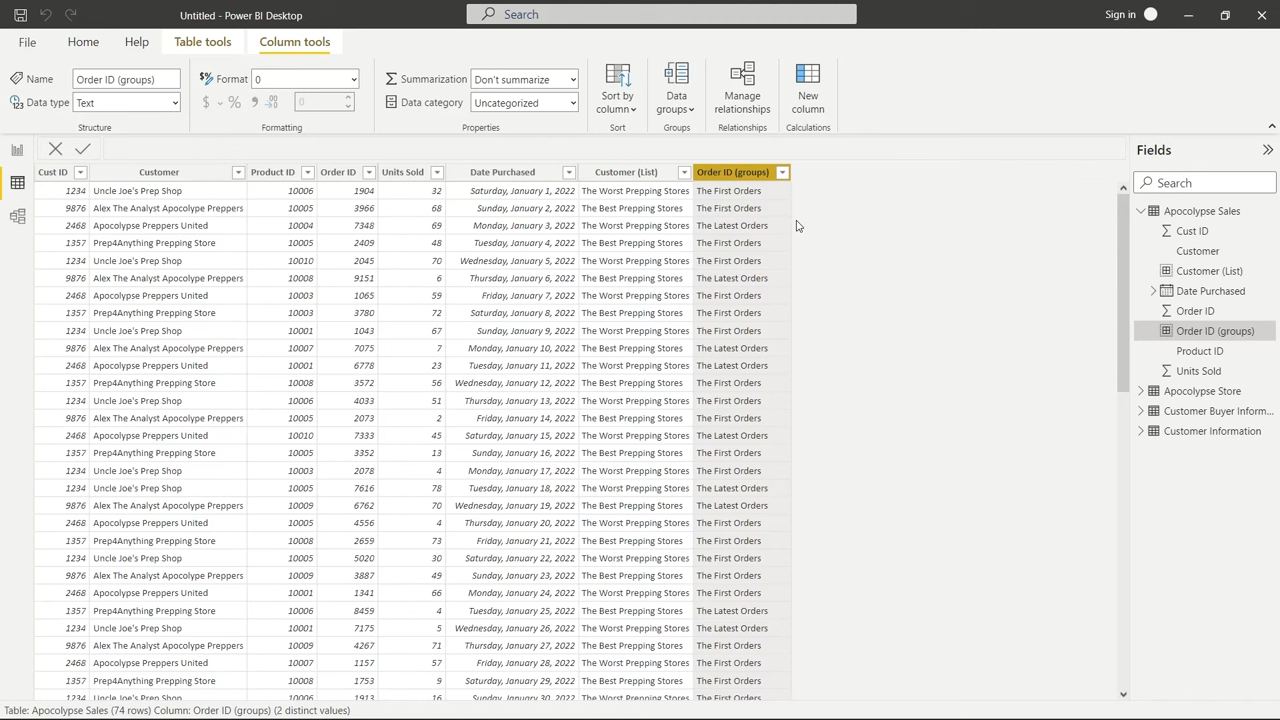 Untitled - Power BI Desktop
Search
Sign in
File
Home
Help
Table tools
Column tools
Name
Order ID (groups)
Data type
Text
Structure
Format
0
$
%
0
Formatting
Summarization
Don't summarize
Data category
Uncategorized
Properties
Sort by
column
Sort
Data
groups
Groups
Manage
relationships
Relationships
New
column
Calculations
Cust ID Customer Product ID Order ID Units Sold Date Purchased Customer (List) Order ID (groups)
1234 Uncle Joe's Prep Shop 10006 1904 32 Saturday, January 1, 2022 The Worst Prepping Stores The First Orders
9876 Alex The Analyst Apocolype Preppers 10005 3966 68 Sunday, January 2, 2022 The Best Prepping Stores The First Orders
2468 Apocolypse Preppers United 10004 7348 69 Monday, January 3, 2022 The Worst Prepping Stores The Latest Orders
1357 Prep4Anything Prepping Store 10005 2409 48 Tuesday, January 4, 2022 The Best Prepping Stores The First Orders
1234 Uncle Joe's Prep Shop 10010 2045 70 Wednesday, January 5, 2022 The Worst Prepping Stores The First Orders
9876 Alex The Analyst Apocolype Preppers 10008 9151 6 Thursday, January 6, 2022 The Best Prepping Stores The Latest Orders
2468 Apocolypse Preppers United 10003 1065 59 Friday, January 7, 2022 The Worst Prepping Stores The First Orders
1357 Prep4Anything Prepping Store 10003 3780 72 Saturday, January 8, 2022 The Best Prepping Stores The First Orders
1234 Uncle Joe's Prep Shop 10001 1043 67 Sunday, January 9, 2022 The Worst Prepping Stores The First Orders
9876 Alex The Analyst Apocolype Preppers 10007 7075 7 Monday, January 10, 2022 The Best Prepping Stores The Latest Orders
2468 Apocolypse Preppers United 10001 6778 23 Tuesday, January 11, 2022 The Worst Prepping Stores The Latest Orders
1357 Prep4Anything Prepping Store 10008 3572 56 Wednesday, January 12, 2022 The Best Prepping Stores The First Orders
1234 Uncle Joe's Prep Shop 10006 4033 51 Thursday, January 13, 2022 The Worst Prepping Stores The First Orders
9876 Alex The Analyst Apocolype Preppers 10005 2073 2 Friday, January 14, 2022 The Best Prepping Stores The First Orders
2468 Apocolypse Preppers United 10010 7333 45 Saturday, January 15, 2022 The Worst Prepping Stores The Latest Orders
1357 Prep4Anything Prepping Store 10005 3352 13 Sunday, January 16, 2022 The Best Prepping Stores The First Orders
1234 Uncle Joe's Prep Shop 10003 2078 4 Monday, January 17, 2022 The Worst Prepping Stores The First Orders
1234 Uncle Joe's Prep Shop 10005 7616 78 Tuesday, January 18, 2022 The Worst Prepping Stores The Latest Orders
9876 Alex The Analyst Apocolype Preppers 10009 6762 70 Wednesday, January 19, 2022 The Best Prepping Stores The Latest Orders
2468 Apocolypse Preppers United 10005 4556 4 Thursday, January 20, 2022 The Worst Prepping Stores The First Orders
1357 Prep4Anything Prepping Store 10008 2659 73 Friday, January 21, 2022 The Best Prepping Stores The First Orders
1234 Uncle Joe's Prep Shop 10005 5020 30 Saturday, January 22, 2022 The Worst Prepping Stores The First Orders
9876 Alex The Analyst Apocolype Preppers 10009 3887 49 Sunday, January 23, 2022 The Best Prepping Stores The First Orders
2468 Apocolypse Preppers United 10001 1341 66 Monday, January 24, 2022 The Worst Prepping Stores The First Orders
1357 Prep4Anything Prepping Store 10006 8459 4 Tuesday, January 25, 2022 The Best Prepping Stores The Latest Orders
1234 Uncle Joe's Prep Shop 10001 7175 5 Wednesday, January 26, 2022 The Worst Prepping Stores The Latest Orders
9876 Alex The Analyst Apocolype Preppers 10009 4267 71 Thursday, January 27, 2022 The Best Prepping Stores The First Orders
2468 Apocolypse Preppers United 10007 1157 57 Friday, January 28, 2022 The Worst Prepping Stores The First Orders
1357 Prep4Anything Prepping Store 10008 1753 9 Saturday, January 29, 2022 The Best Prepping Stores The First Orders
1234 Uncle Joe's Prep Shop 10001 1913 16 Sunday, January 30, 2022 The Worst Prepping Stores The First Orders
Fields
Search
Apocolypse Sales
Cust ID
Customer
Customer (List)
Date Purchased
Order ID
Order ID (groups)
Product ID
Units Sold
Apocolypse Store
Customer Buyer Inform...
Customer Information
Table: Apocolypse Sales (74 rows) Column: Order ID (groups) (2 distinct values)